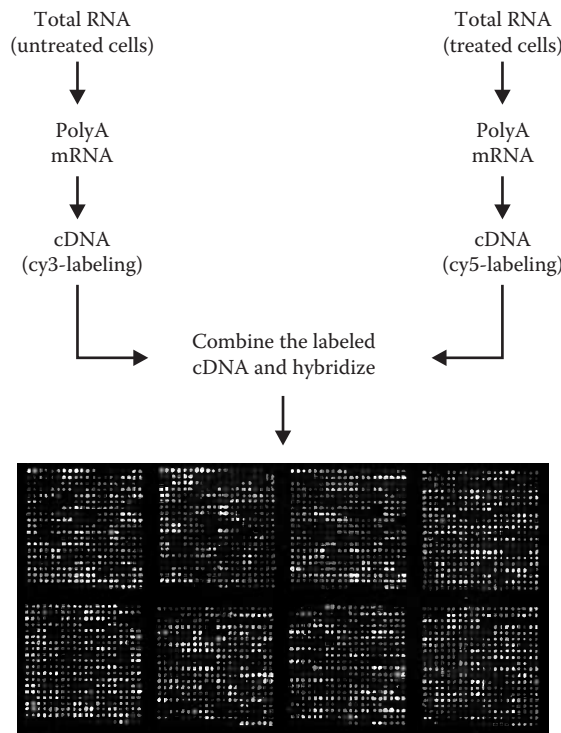 Total RNA
(untreated cells)
Total RNA
(treated cells)
PolyA
mRNA
PolyA
mRNA
cDNA
(cy3-labeling)
cDNA
(cy5-labeling)
Combine the labeled
cDNA and hybridize